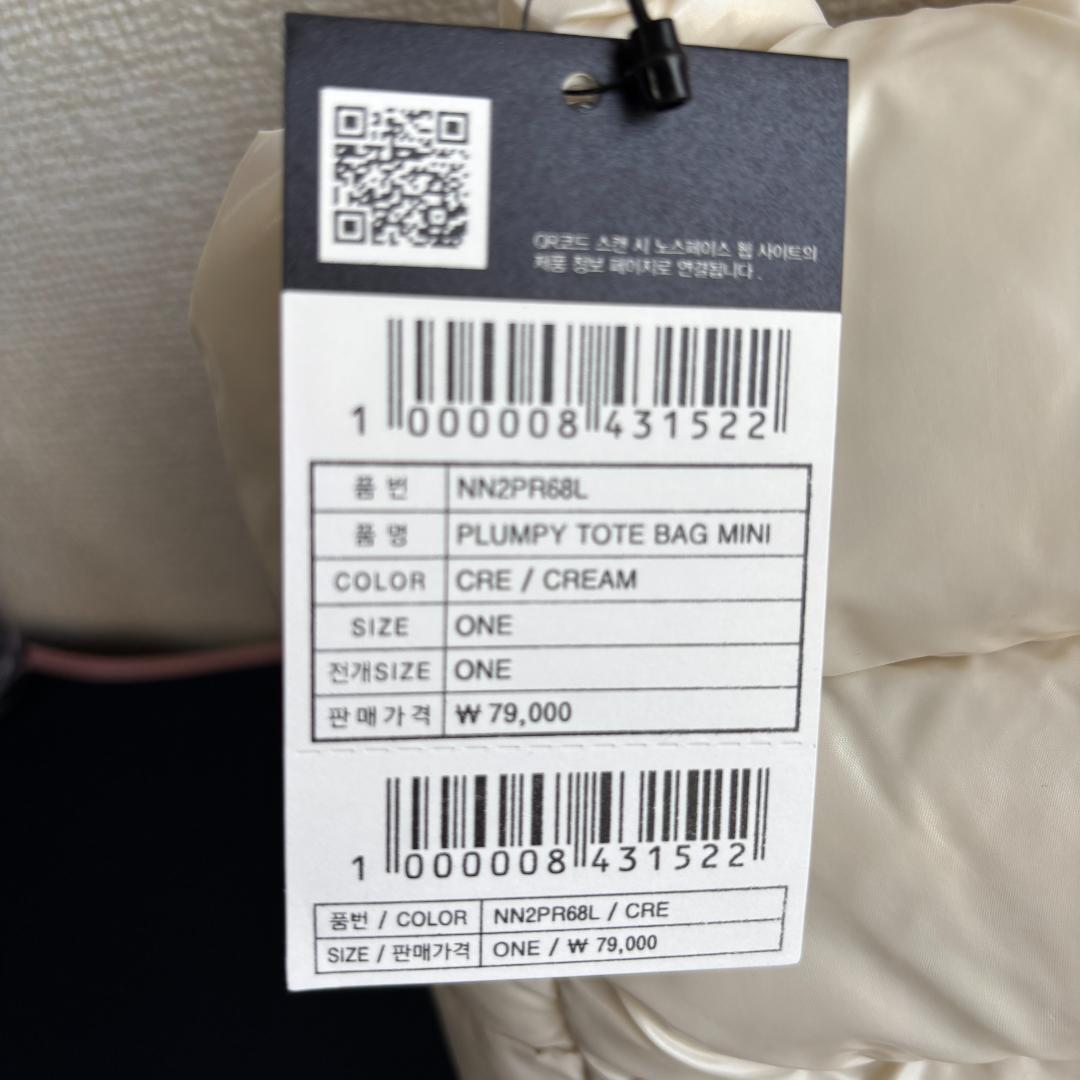 QR코드 스캔 시 노스페이스 웹 사이트의
제품 정보 페이지로 연결됩니다.
1 000008 431522
품번 NN2PR68L
품명 PLUMPY TOTE BAG MINI
COLOR CRE / CREAM
SIZE ONE
전개SIZE ONE
판매가격 ₩ 79,000
1 000008 431522
품번 / COLOR NN2PR68L / CRE
SIZE / 판매가격 ONE / ₩ 79,000